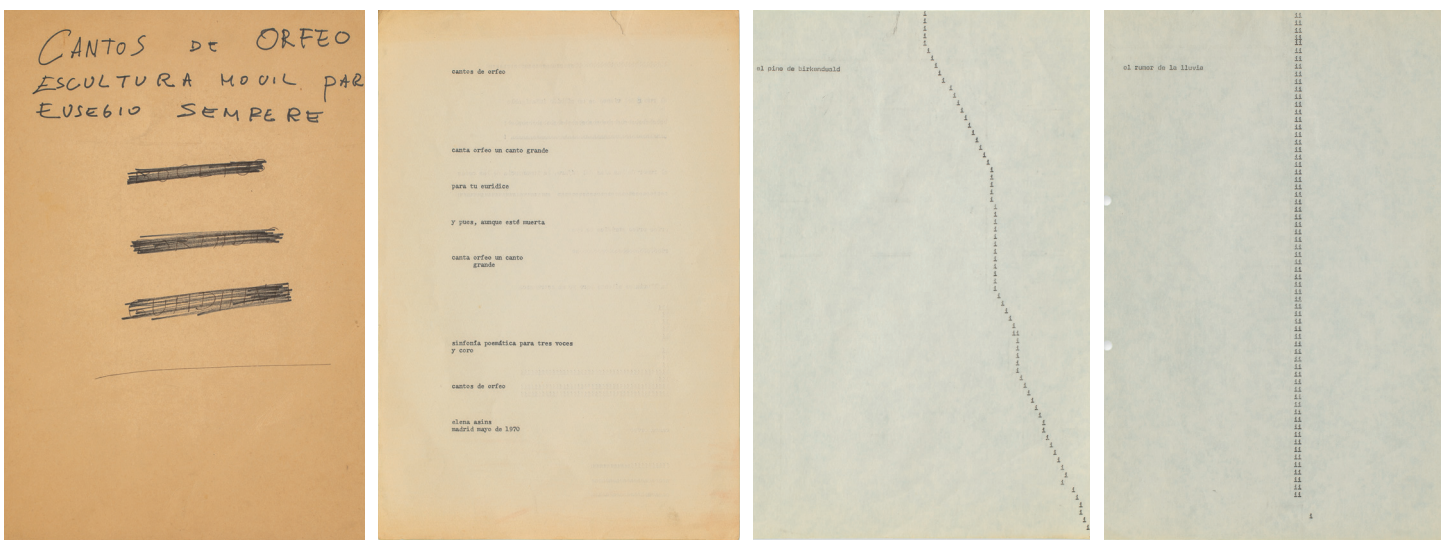 CANTOS DE ORFEO
ESCULTURA MOVIL PAR
EUSEBIO SEMPERE
cantos de orfeo
canta orfeo un canto grande
para tu eurídice
y pues, aunque esté muerta
canta orfeo un canto
grande
sinfonía poemática para tres voces
y coro
cantos de orfeo
elena asins
madrid mayo de 1970
el pino de
el rumor de la lluvia